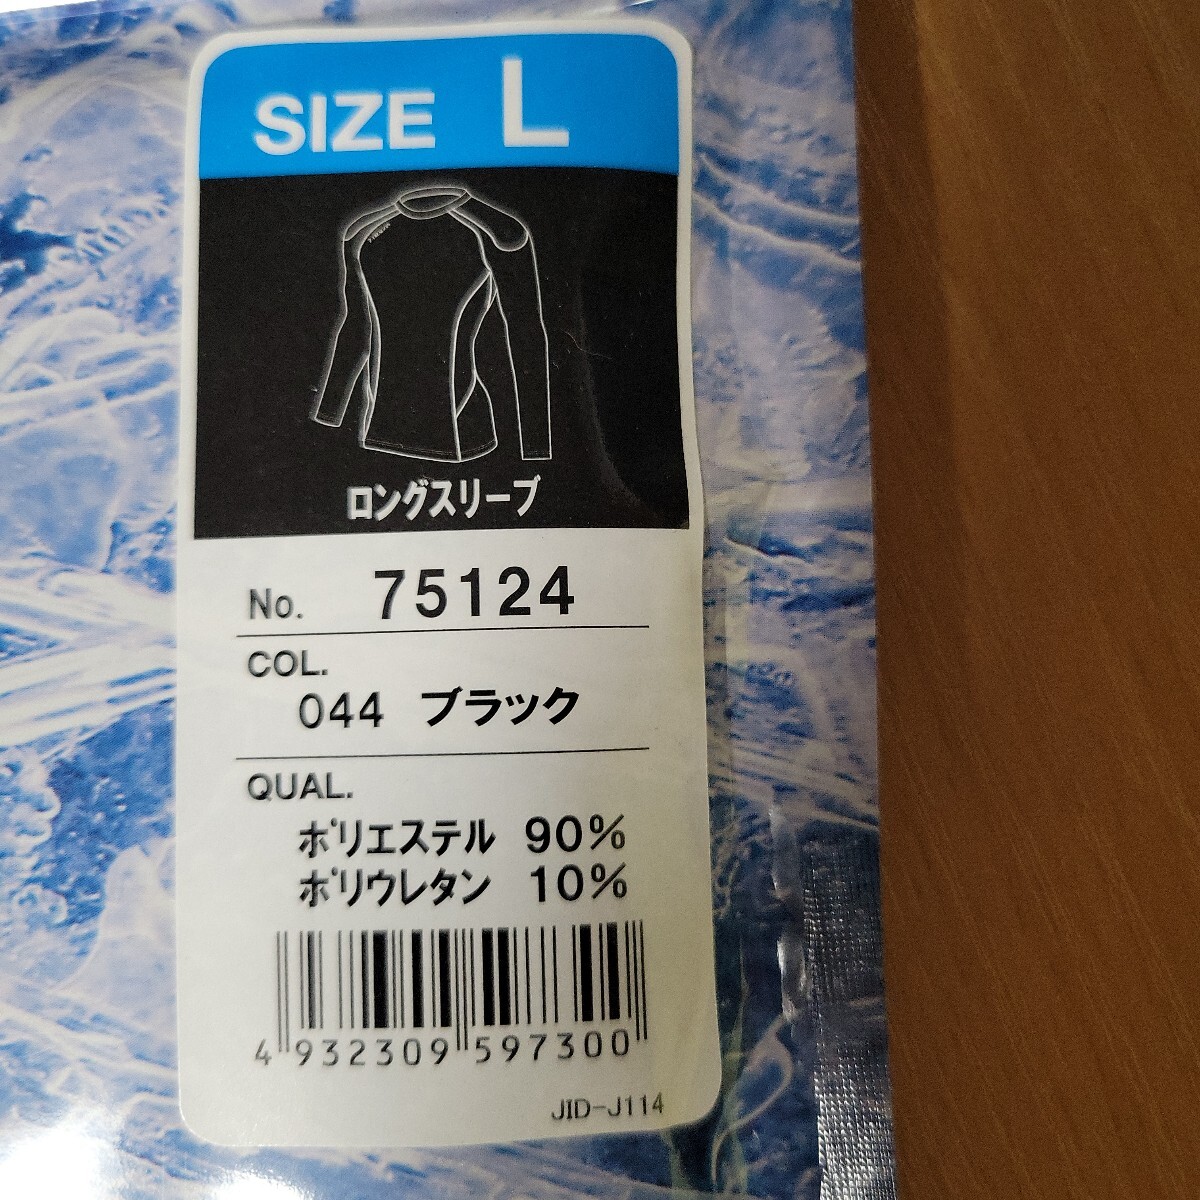 SIZE L
ロングスリーブ
No. 75124
COL.
044 ブラック
QUAL.
ポリエステル 90%
ポリウレタン 10%
4 932309 597300
JID-J114